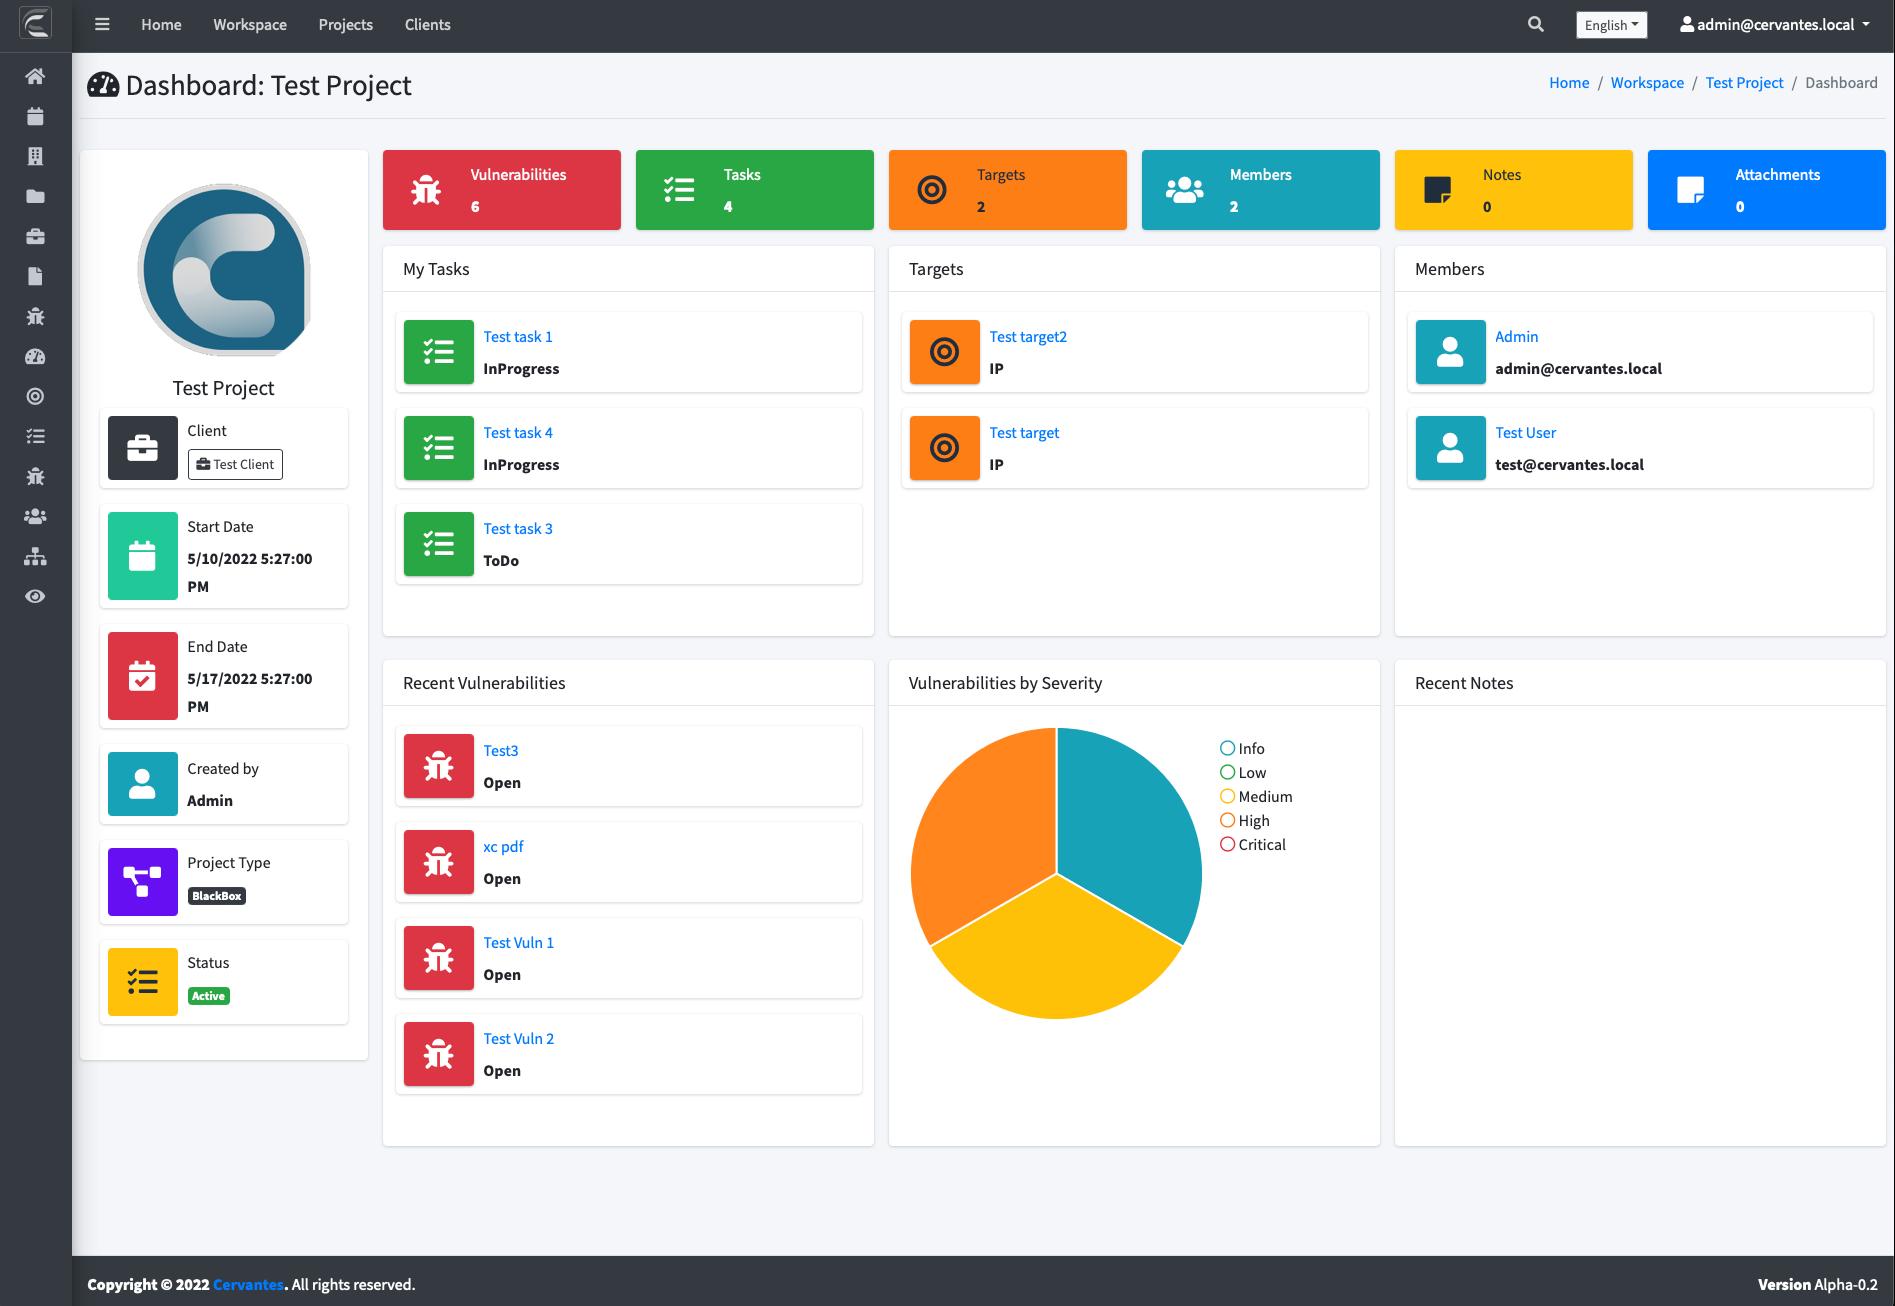 Home Workspace Projects Clients English admin@cervantes.local
Dashboard: Test Project
Home / Workspace / Test Project / Dashboard
Test Project
Client
Test Client
Start Date
5/10/2022 5:27:00
PM
End Date
5/17/2022 5:27:00
PM
Created by
Admin
Project Type
BlackBox
Status
Active
Vulnerabilities
6
Tasks
4
Targets
2
Members
2
Notes
0
Attachments
0
My Tasks
Test task 1
InProgress
Test task 4
InProgress
Test task 3
ToDo
Targets
Test target2
IP
Test target
IP
Members
Admin
admin@cervantes.local
Test User
test@cervantes.local
Recent Vulnerabilities
Test3
Open
xc pdf
Open
Test Vuln 1
Open
Test Vuln 2
Open
Vulnerabilities by Severity
Info
Low
Medium
High
Critical
Recent Notes
Copyright © 2022 Cervantes. All rights reserved.
Version Alpha-0.2